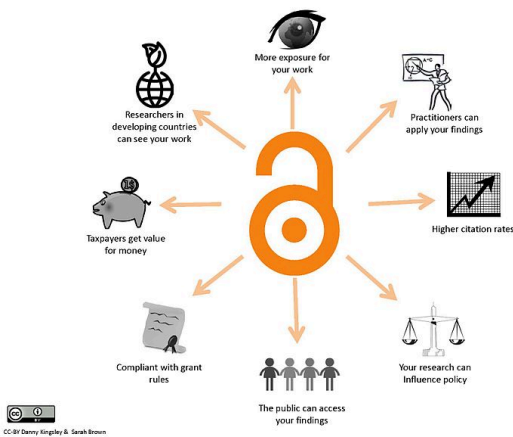 More exposure for
your work
Researchers in
developing countries
can see your work
Practitioners can
apply your findings
Taxpayers get value
for money
Higher citation rates
Compliant with grant
rules
Your research can
Influence policy
The public can access
your findings
CC BY
CC-BY Danny Kingsley & Sarah Brown